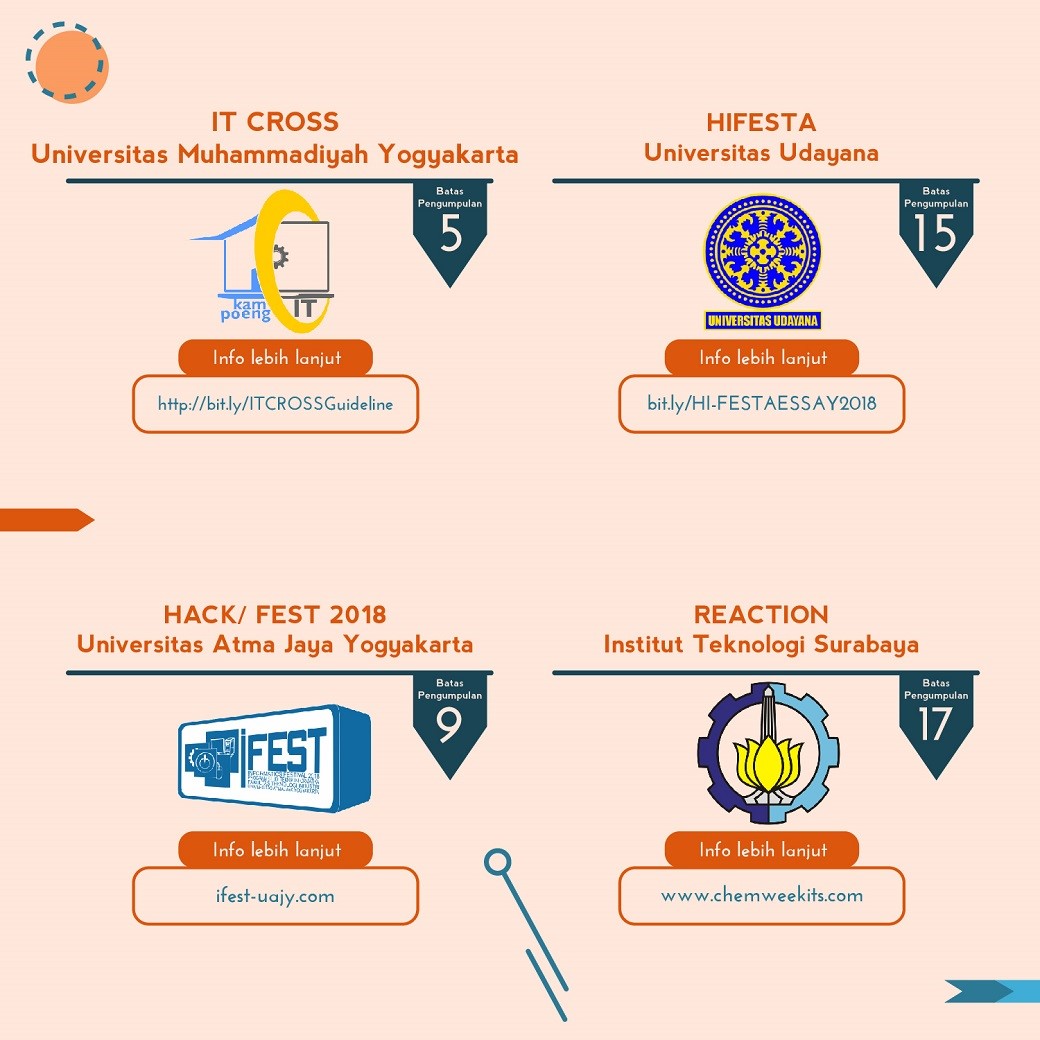 IT CROSS
Universitas Muhammadiyah Yogyakarta
Batas
Pengumpulan
5
kam
poeng
IT
Info lebih lanjut
http://bit.ly/ITCROSSGuideline
HIFESTA
Universitas Udayana
Batas
Pengumpulan
15
UNIVERSITAS UDAYANA
Info lebih lanjut
bit.ly/HI-FESTAESSAY2018
HACK/ FEST 2018
Universitas Atma Jaya Yogyakarta
Batas
Pengumpulan
9
iFEST
INFORMATICS FESTIVAL 2018
Info lebih lanjut
ifest-uajy.com
REACTION
Institut Teknologi Surabaya
Batas
Pengumpulan
17
Info lebih lanjut
www.chemweekits.com